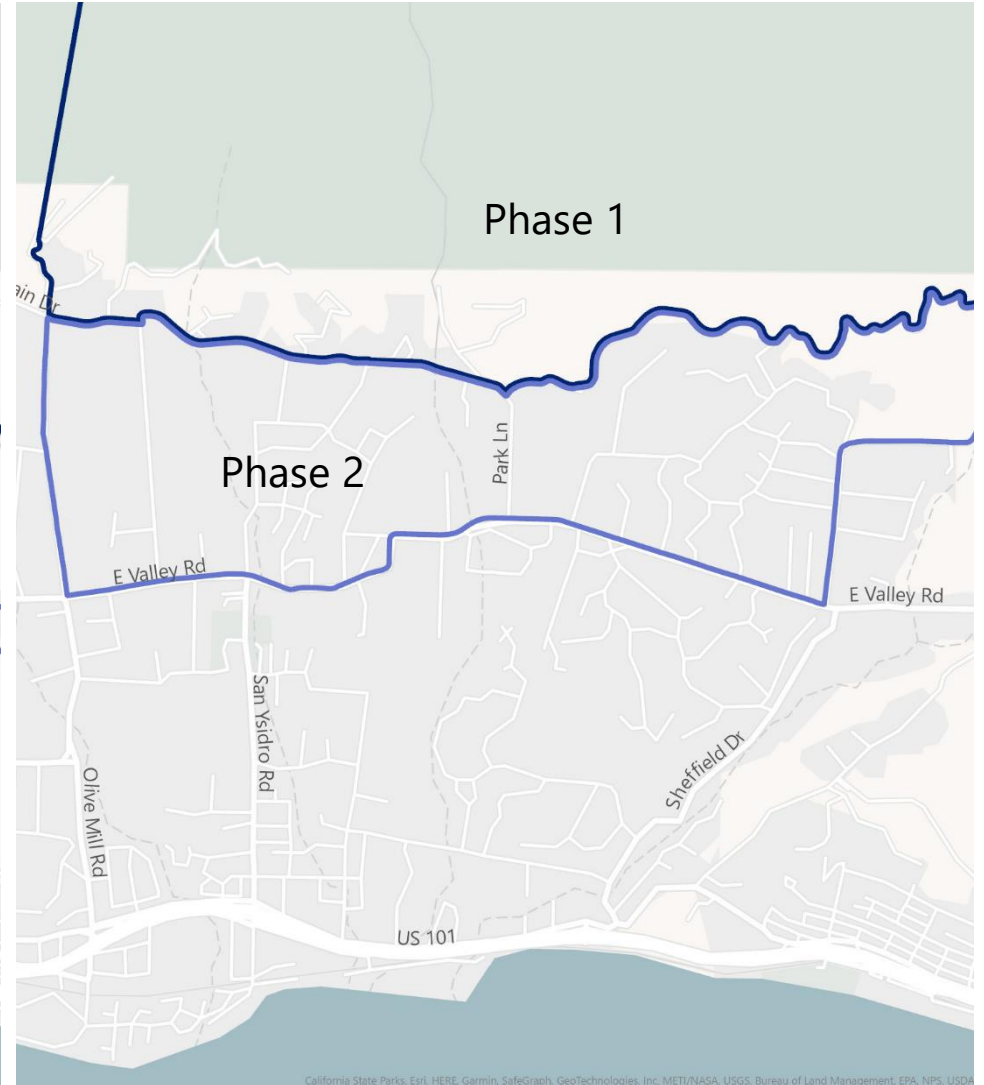 Phase 1
ain Dr
Park Ln
Phase 2
E Valley Rd
E Valley Rd
San Ysidro Rd
Sheffield Dr
Olive Mill Rd
US 101
California State Parks, Esri, HERE, Garmin, SafeGraph, GeoTechnologies, Inc, METI/NASA, USGS, Bureau of Land Management, EPA, NPS, USDA